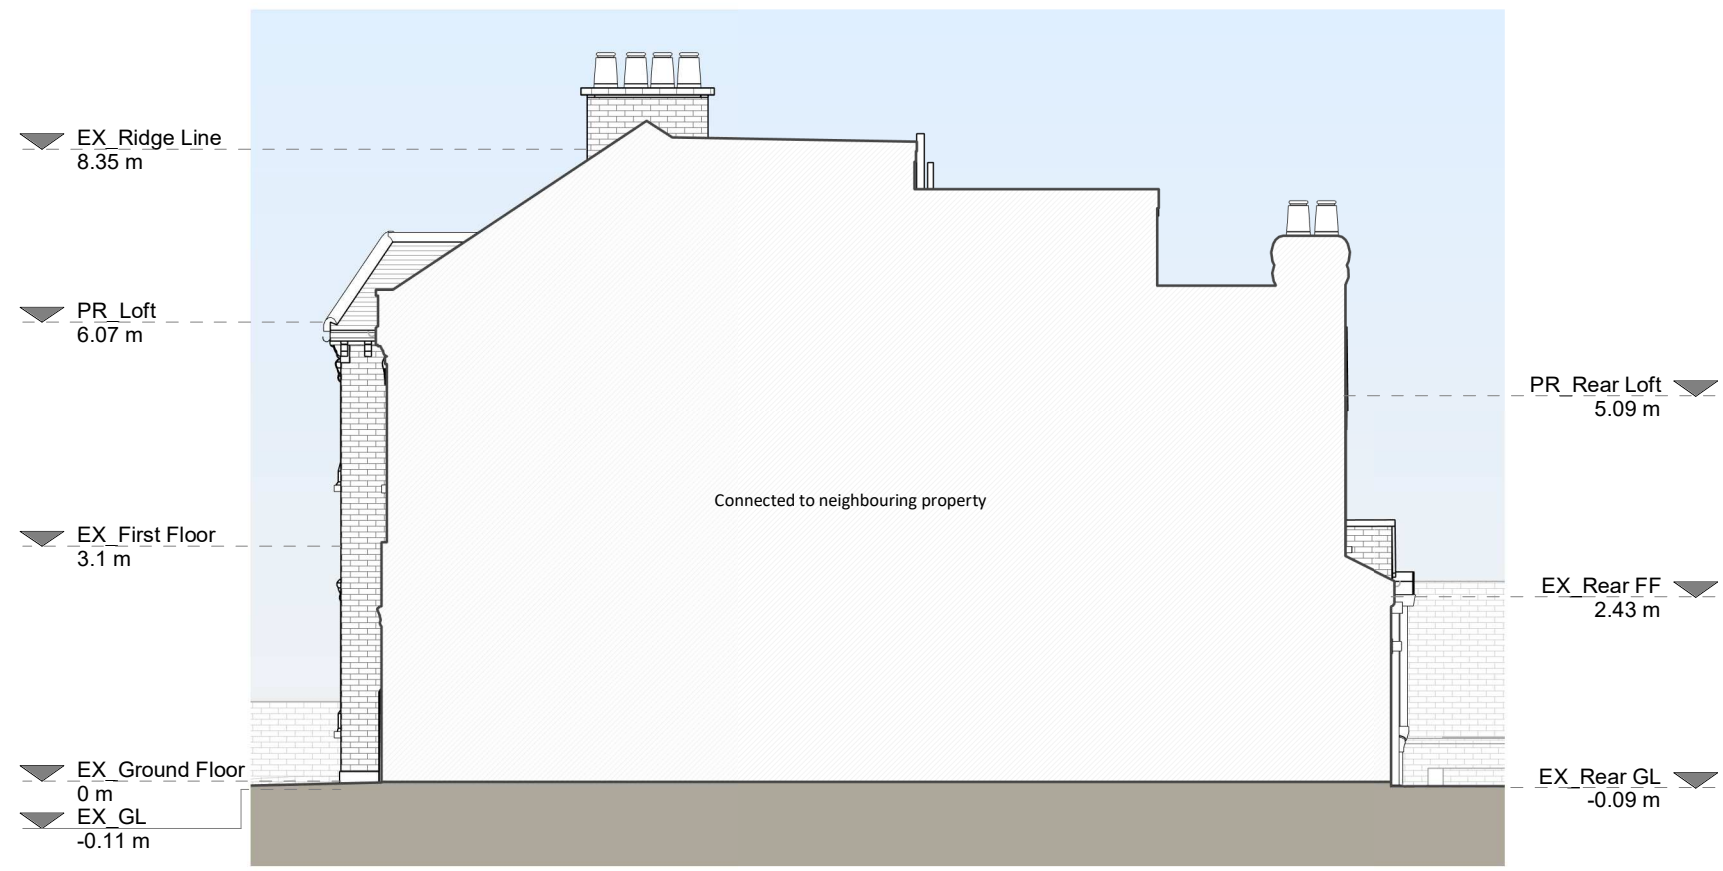 EX_Ridge Line
8.35 m
PR_Loft
6.07 m
PR_Rear Loft
5.09 m
Connected to neighbouring property
EX_First Floor
3.1 m
EX_Rear FF
2.43 m
EX_Ground Floor
0 m
EX_GL
-0.11 m
EX_Rear GL
-0.09 m